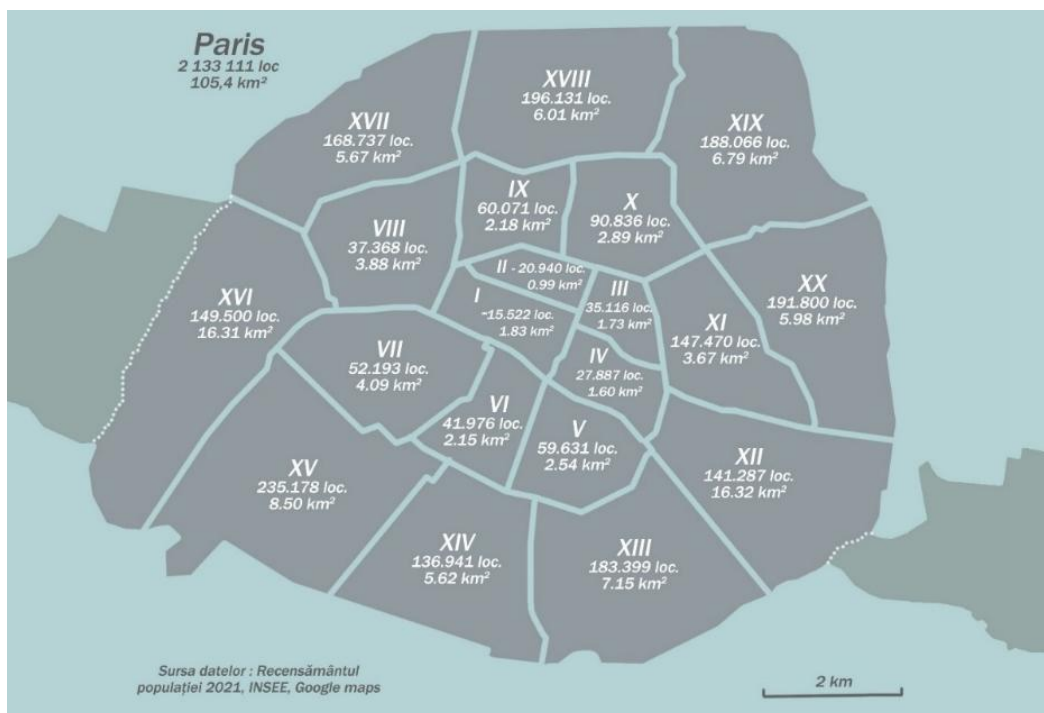 Paris
2 133 111 loc
105,4 km²
XVIII
196.131 loc.
6.01 km²
XVII
168.737 loc.
5.67 km²
XIX
188.066 loc.
6.79 km²
IX
60.071 loc.
2.18 km²
X
90.836 loc.
2.89 km²
VIII
37.368 loc.
3.88 km²
II - 20.940 loc.
0.99 km²
I
~15.522 loc.
1.83 km²
III
35.116 loc.
1.73 km²
XX
191.800 loc.
5.98 km²
XVI
149.500 loc.
16.31 km²
XI
147.470 loc.
3.67 km²
VII
52.193 loc.
4.09 km²
IV
27.887 loc.
1.60 km²
VI
41.976 loc.
2.15 km²
V
59.631 loc.
2.54 km²
XII
141.287 loc.
16.32 km²
XV
235.178 loc.
8.50 km²
XIV
136.941 loc.
5.62 km²
XIII
183.399 loc.
7.15 km²
Sursa datelor : Recensământul
populației 2021, INSEE, Google maps
2 km